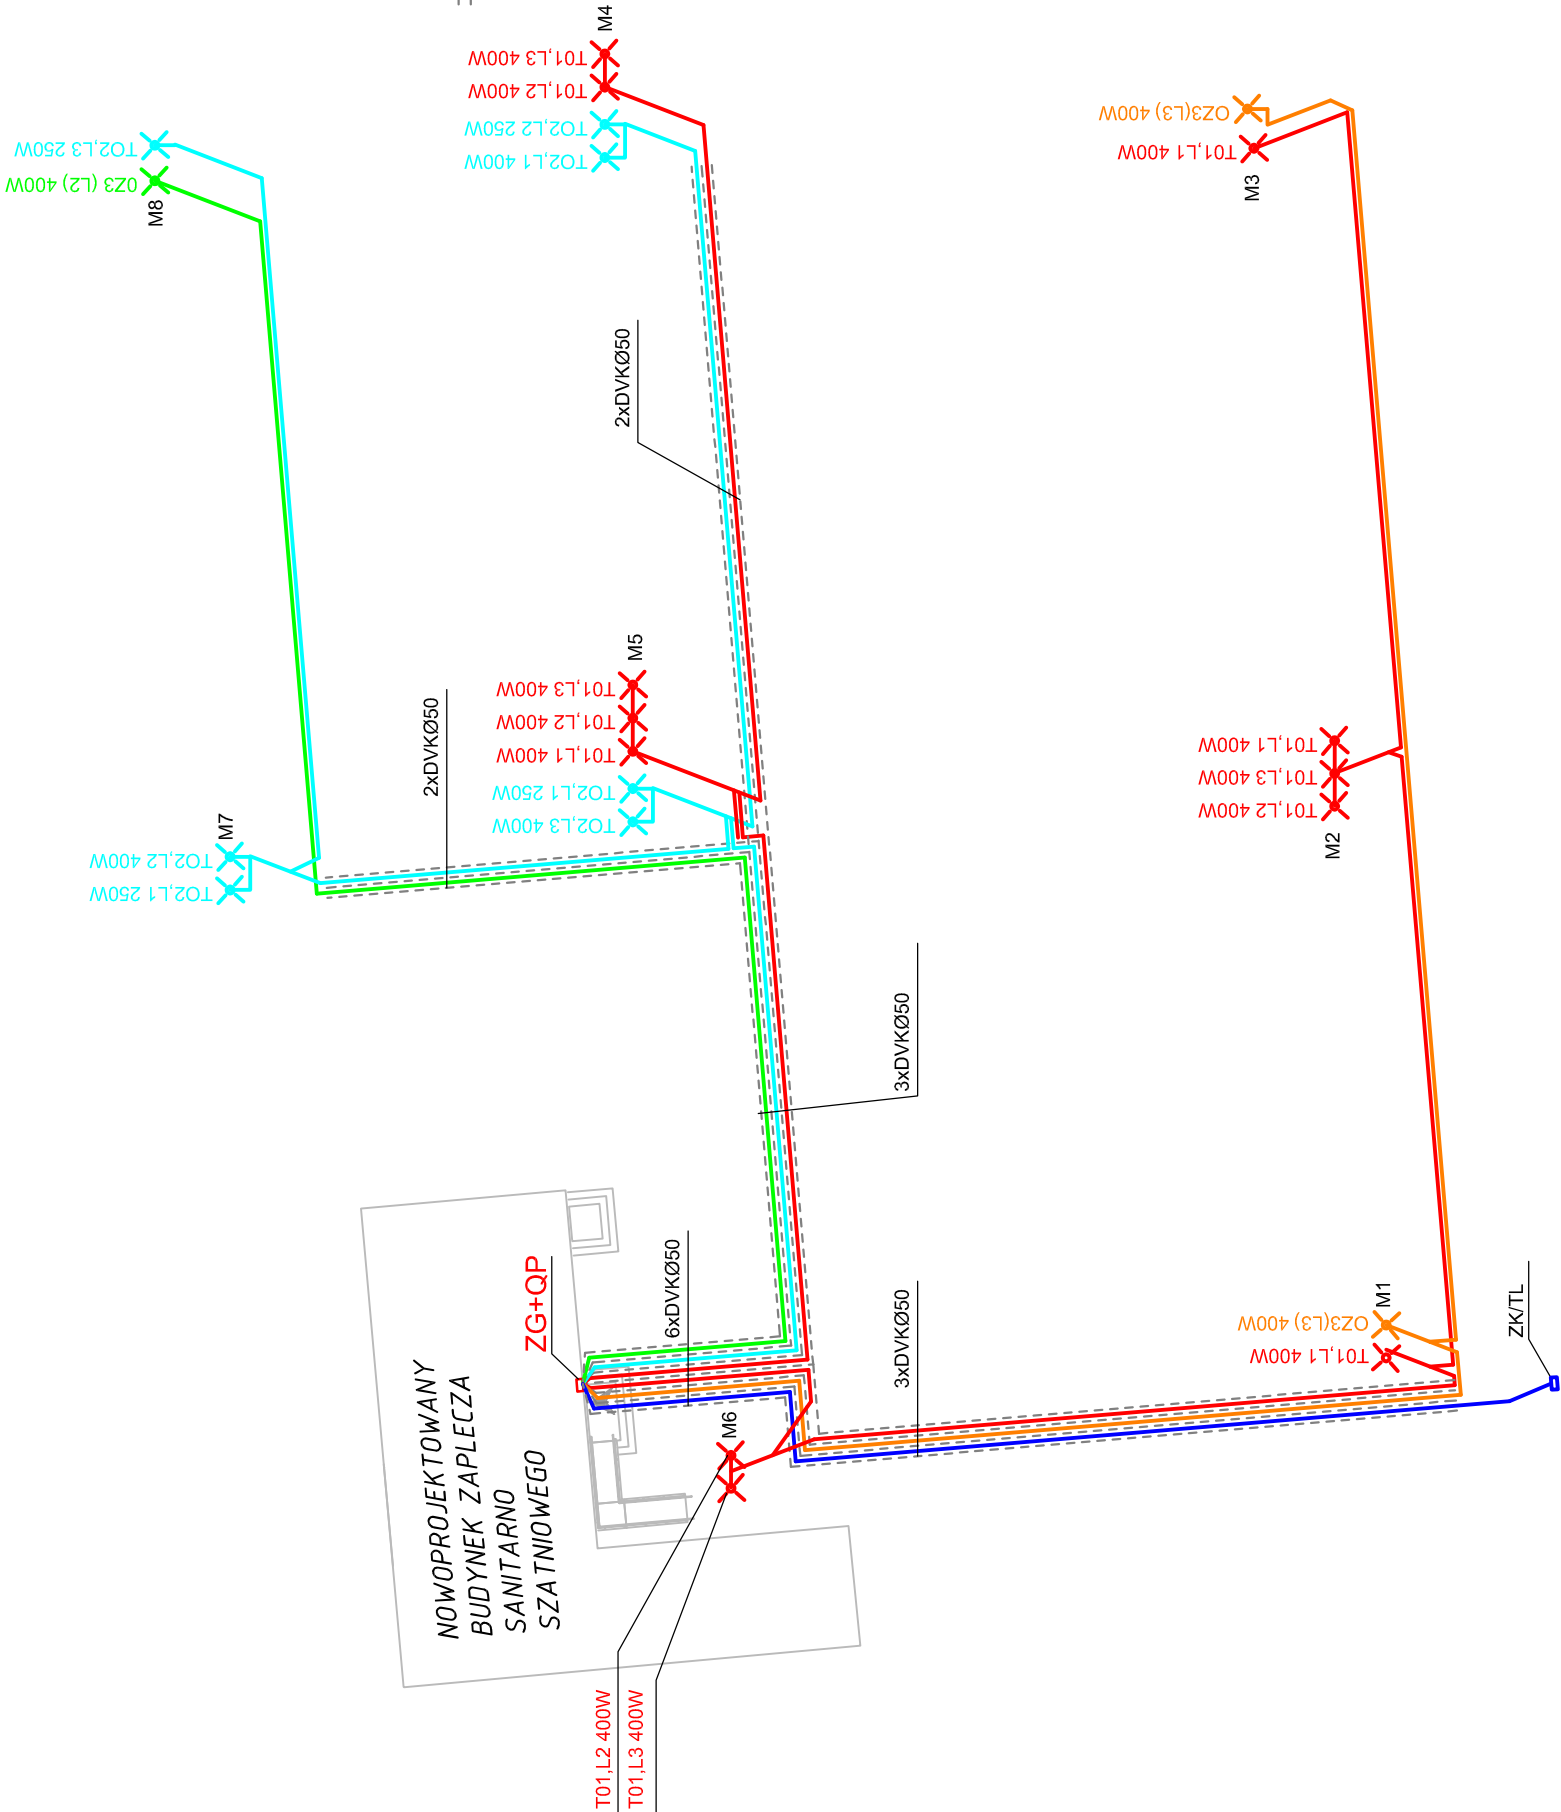 M4
T01,L3 400W
T01,L2 400W
TO2,L2 250W
TO2,L1 400W
TO2,L3 250W
0Z3 (L2) 400W
M8
OZ3(L3) 400W
T01,L1 400W
M3
2xDVKØ50
M5
T01,L3 400W
T01,L2 400W
T01,L1 400W
TO2,L1 250W
TO2,L3 400W
2xDVKØ50
M7
TO2,L2 400W
TO2,L1 250W
T01,L1 400W
T01,L3 400W
T01,L2 400W
M2
3xDVKØ50
ZG+QP
6xDVKØ50
3xDVKØ50
M1
OZ3(L3) 400W
T01,L1 400W
ZK/TL
M6
NOWOPROJEKTOWANY
BUDYNEK ZAPLECZA
SANITARNO
SZATNIOWEGO
T01,L2 400W
T01,L3 400W